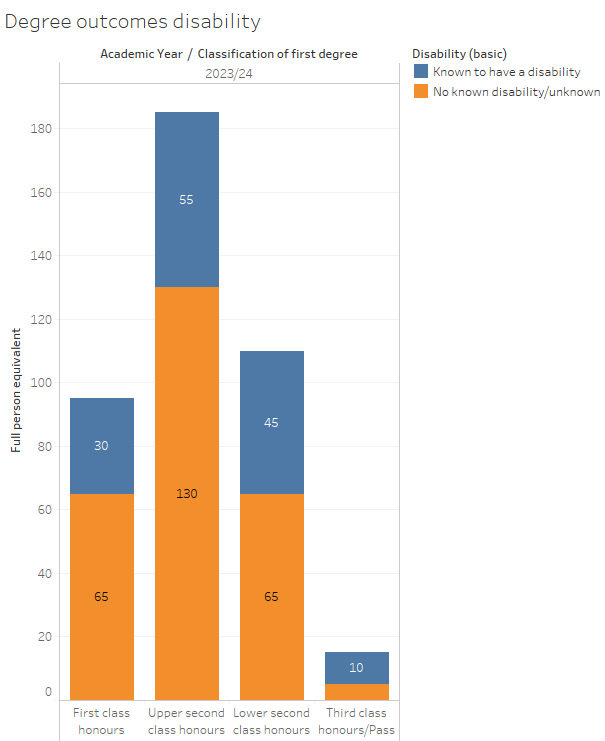 Degree outcomes disability
Academic Year / Classification of first degree
2023/24
Disability (basic)
Known to have a disability
No known disability/unknown
Full person equivalent
180
160
140
120
100
80
60
40
20
0
30
65
55
130
45
65
10
First class
honours
Upper second
class honours
Lower second
class honours
Third class
honours/Pass